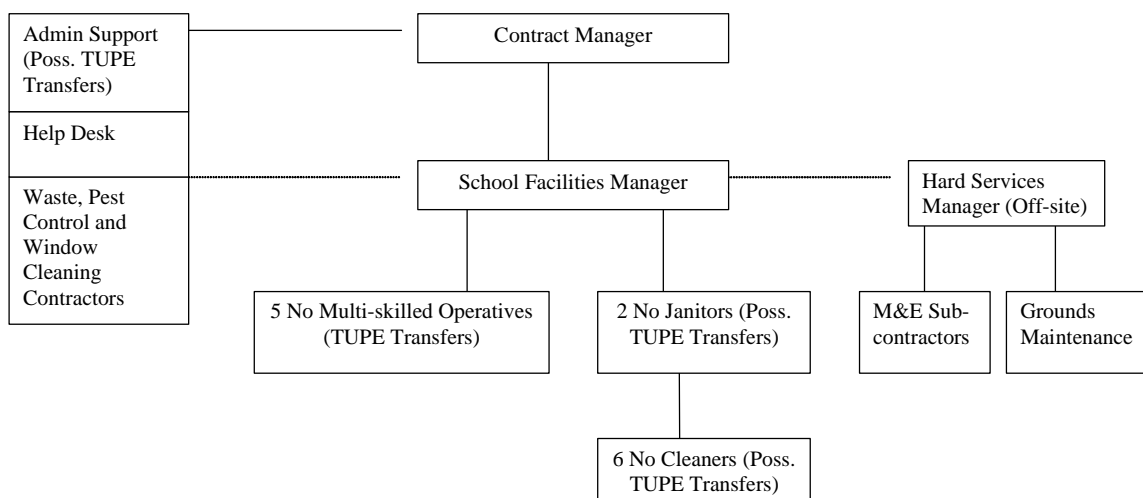 Admin Support
(Poss. TUPE
Transfers)
Help Desk
Waste, Pest
Control and
Window
Cleaning
Contractors
Contract Manager
School Facilities Manager
Hard Services
Manager (Off-site)
5 No Multi-skilled Operatives
(TUPE Transfers)
2 No Janitors (Poss.
TUPE Transfers)
M&E Sub-
contractors
Grounds
Maintenance
6 No Cleaners (Poss.
TUPE Transfers)